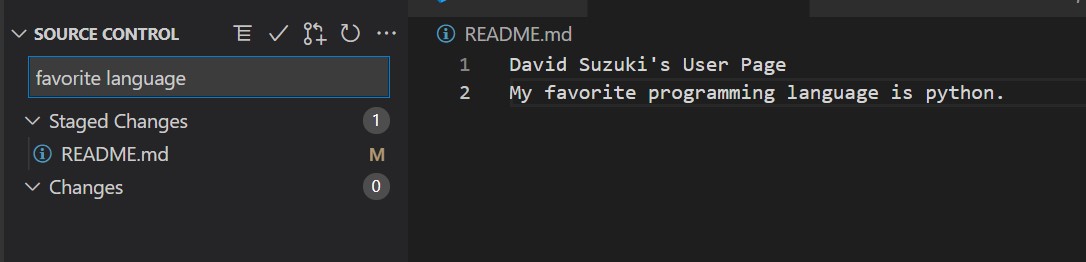 SOURCE CONTROL
favorite language
Staged Changes 1
README.md M
Changes 0
README.md
1 David Suzuki's User Page
2 My favorite programming language is python.